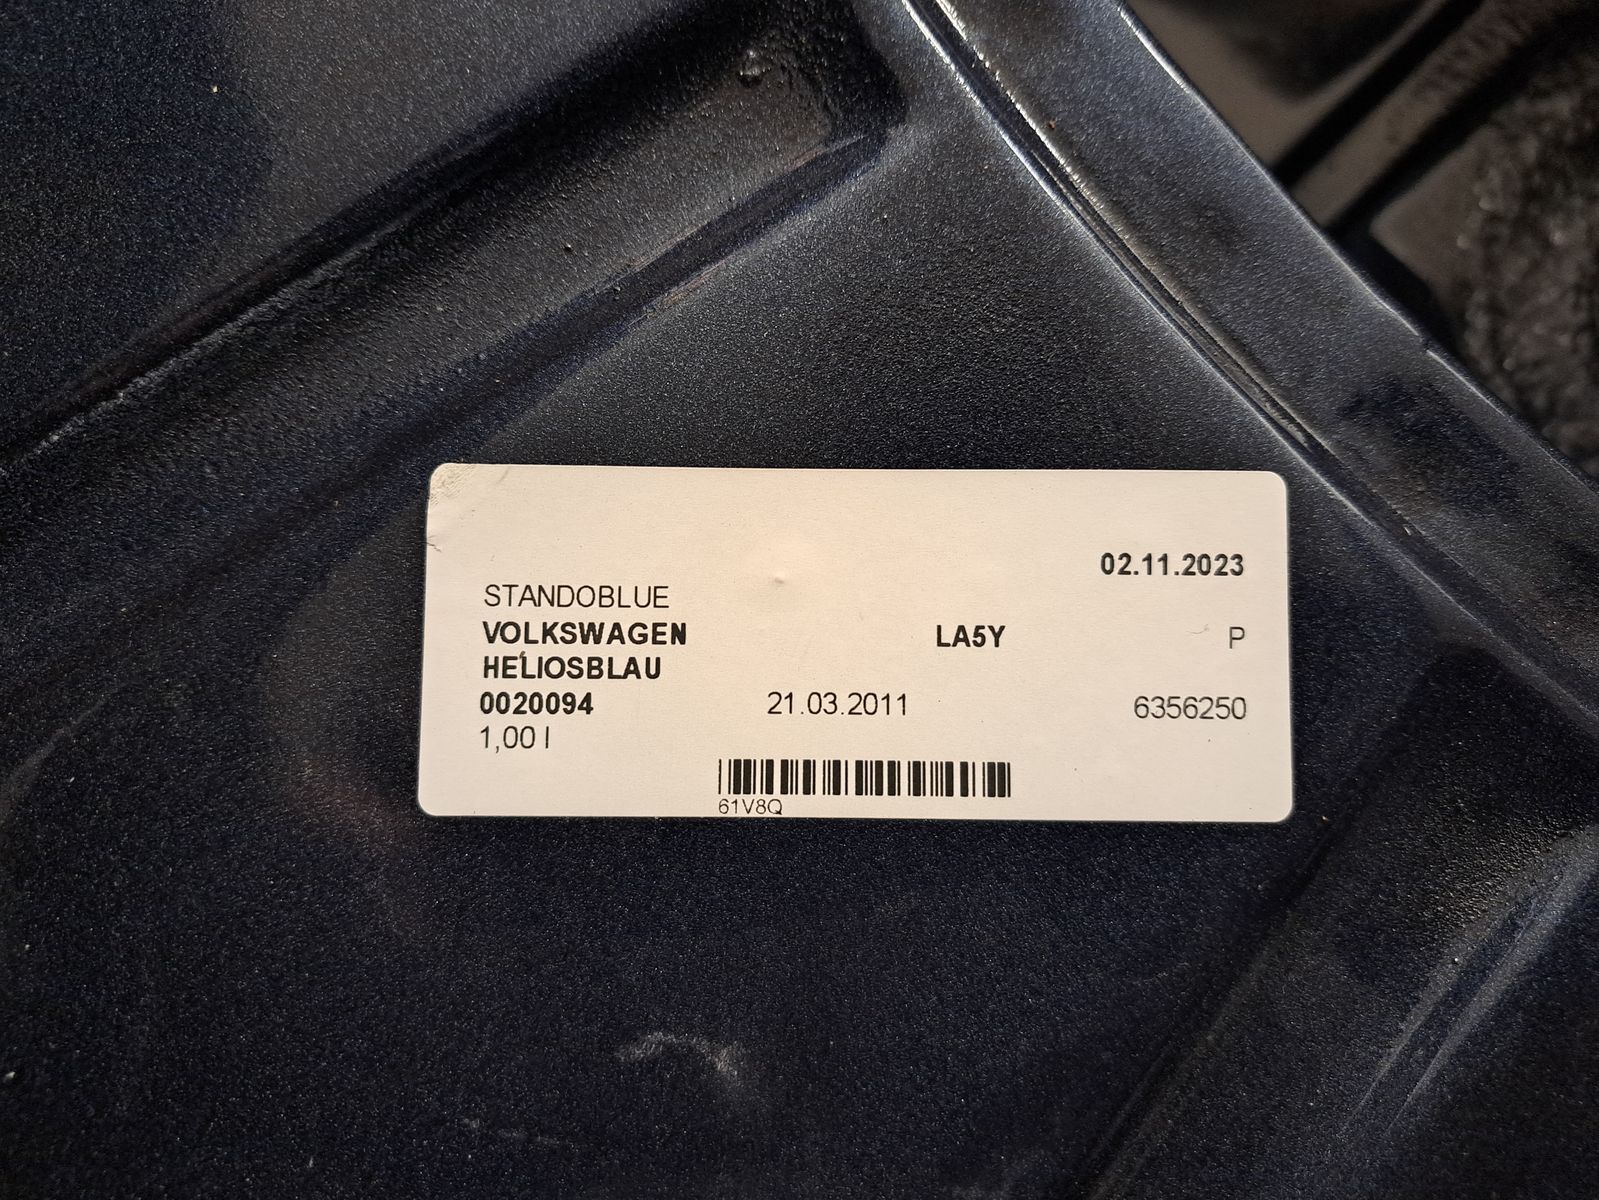 02.11.2023
STANDOBLUE
VOLKSWAGEN LA5Y P
HELIOSBLAU
0020094 21.03.2011 6356250
1,00 l
61V8Q